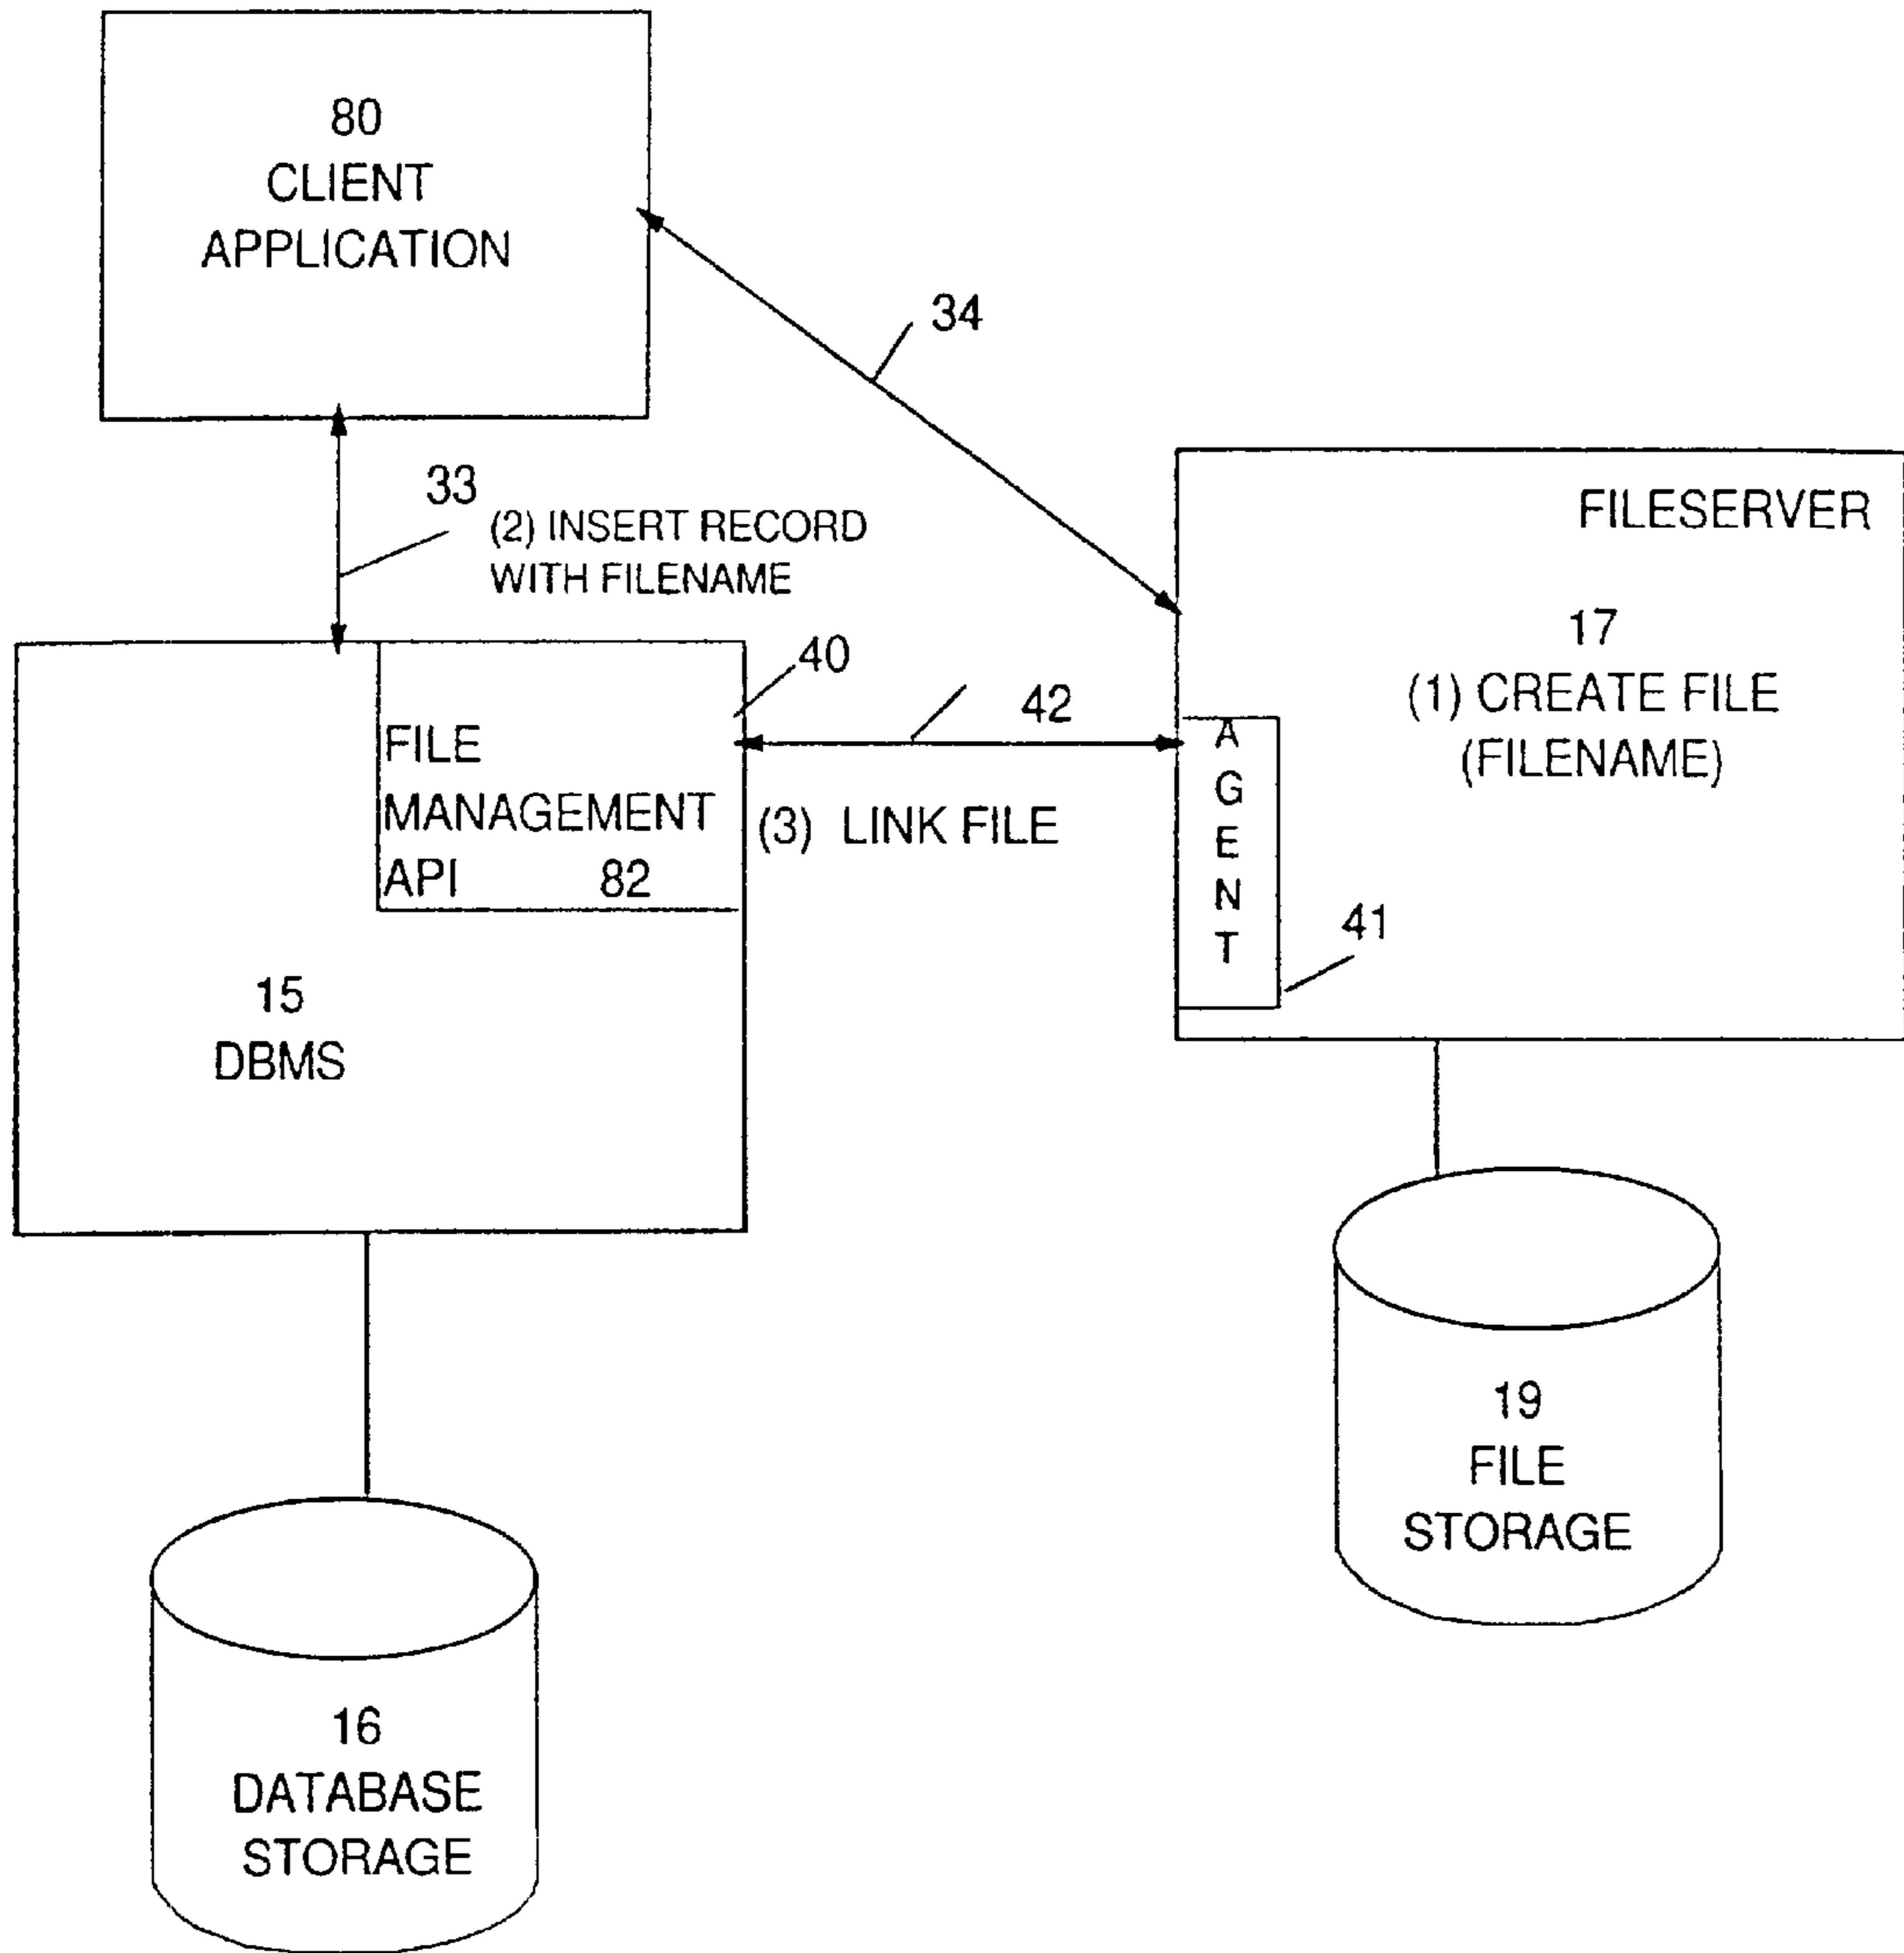 80
CLIENT
APPLICATION
34
33
(2) INSERT RECORD
WITH FILENAME
FILESERVER
17
(1) CREATE FILE
(FILENAME)
40
42
FILE
MANAGEMENT
API 82
(3) LINK FILE
A
G
E
N
T
41
15
DBMS
19
FILE
STORAGE
16
DATABASE
STORAGE